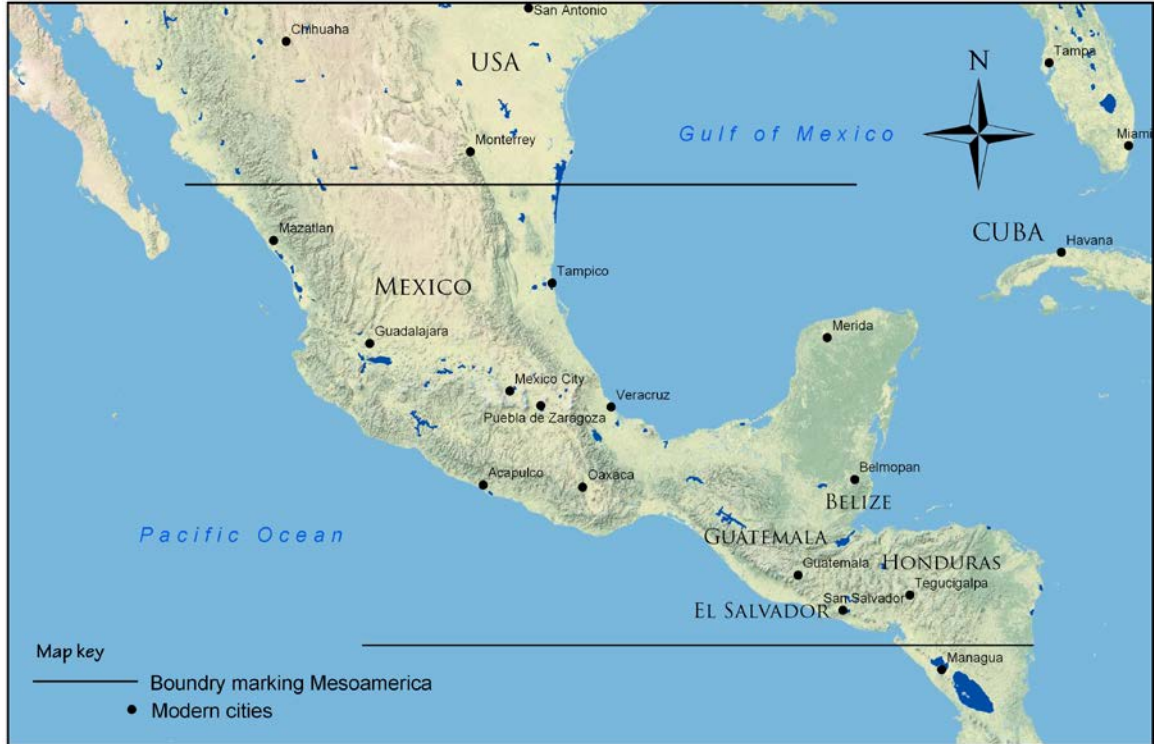 San Antonio
Chihuaha
USA
Tampa
N
Gulf of Mexico
Monterrey
Miami
CUBA
Havana
Mazatlan
Tampico
MEXICO
Guadalajara
Merida
Mexico City
Veracruz
Puebla de Zaragoza
Acapulco
Oaxaca
Belmopan
BELIZE
Pacific Ocean
GUATEMALA
HONDURAS
Guatemala
Tegucigalpa
San Salvador
EL SALVADOR
Map key
Managua
Boundry marking Mesoamerica
Modern cities